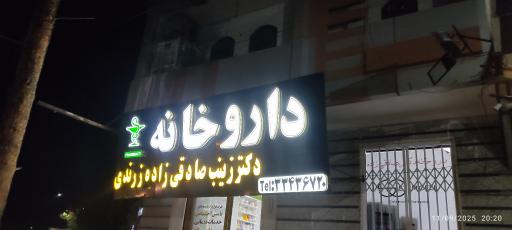 داروخانه
دکتر زینب صادقی زاده زرندی
Tel:۳۳۴۳۶۷۲۰
11/09/2025 20:20